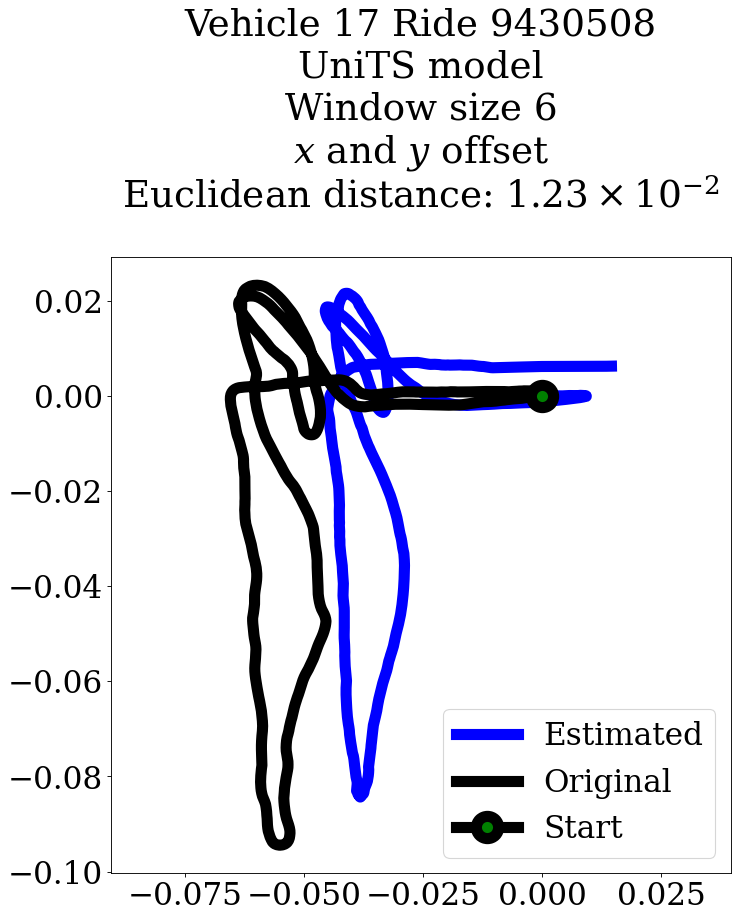 Vehicle 17 Ride 9430508
UniTS model
Window size 6
x and y offset
Euclidean distance: 1.23 × 10⁻²
0.02
0.00
−0.02
−0.04
−0.06
−0.08
−0.10
Estimated
Original
Start
−0.075 −0.050 −0.025 0.000 0.025